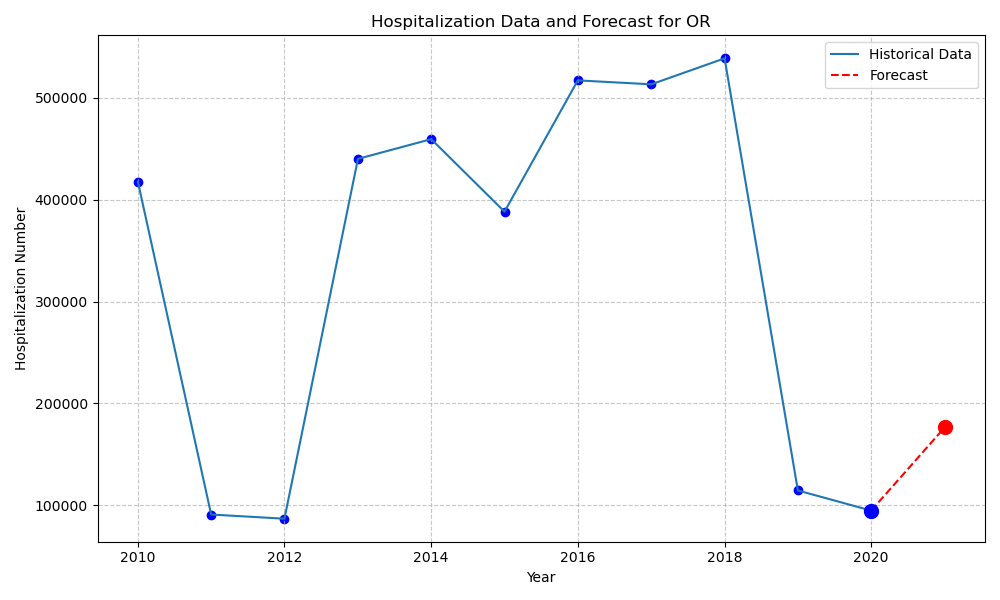 Hospitalization Data and Forecast for OR
Historical Data
Forecast
Hospitalization Number
500000
400000
300000
200000
100000
2010
2012
2014
2016
2018
2020
Year